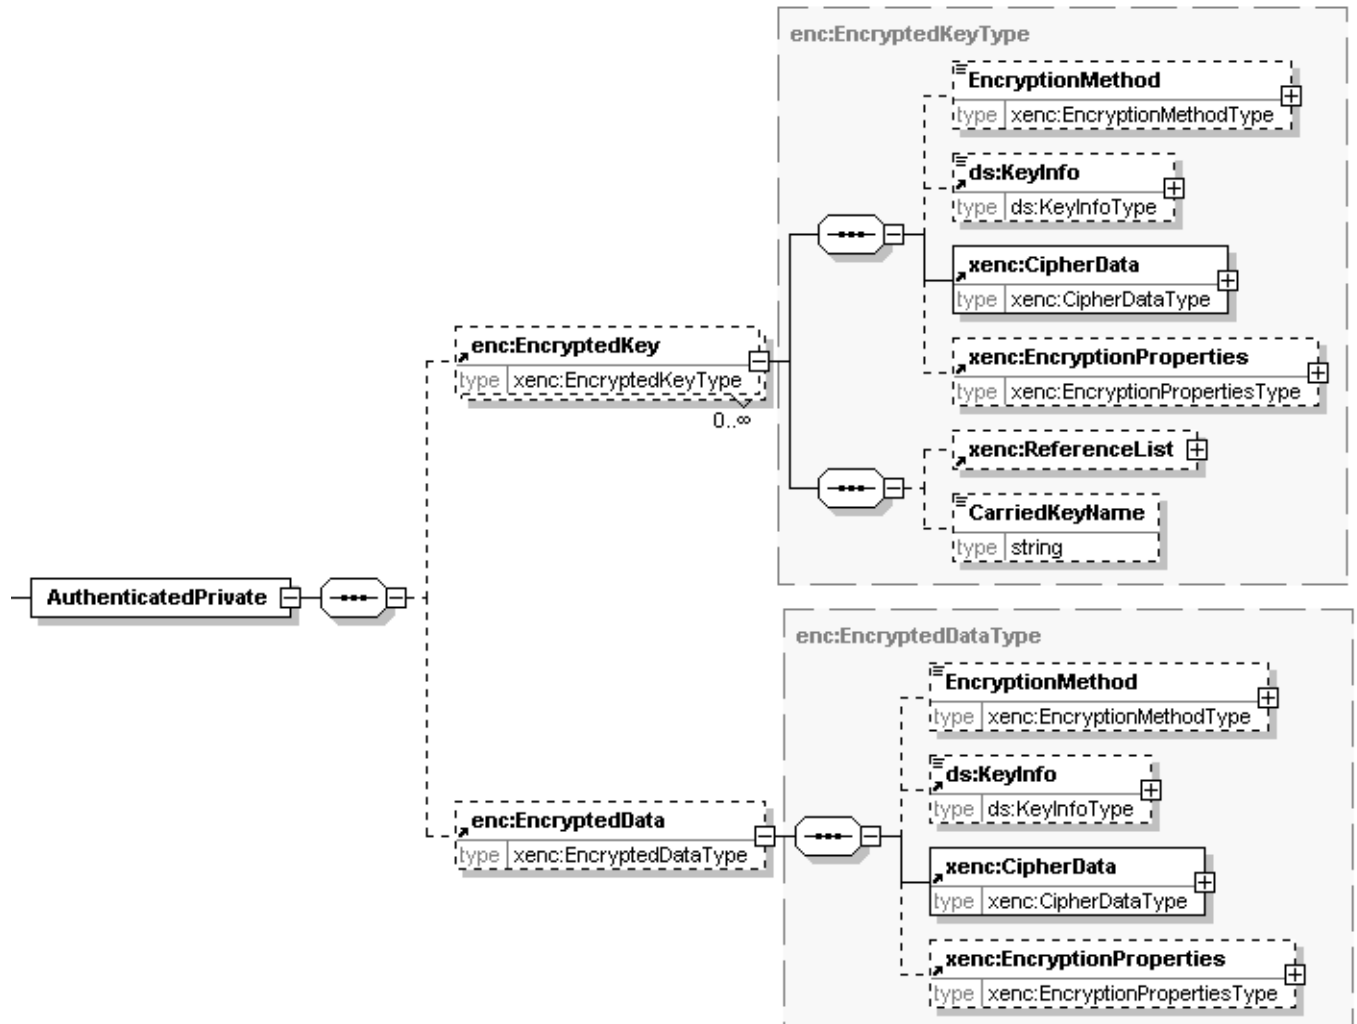 enc:EncryptedKeyType
EncryptionMethod
type xenc:EncryptionMethodType
ds:KeyInfo
type ds:KeyInfoType
xenc:CipherData
type xenc:CipherDataType
enc:EncryptedKey
type xenc:EncryptedKeyType
0..∞
xenc:EncryptionProperties
type xenc:EncryptionPropertiesType
xenc:ReferenceList
CarriedKeyName
type string
AuthenticatedPrivate
enc:EncryptedDataType
EncryptionMethod
type xenc:EncryptionMethodType
ds:KeyInfo
type ds:KeyInfoType
enc:EncryptedData
type xenc:EncryptedDataType
xenc:CipherData
type xenc:CipherDataType
xenc:EncryptionProperties
type xenc:EncryptionPropertiesType